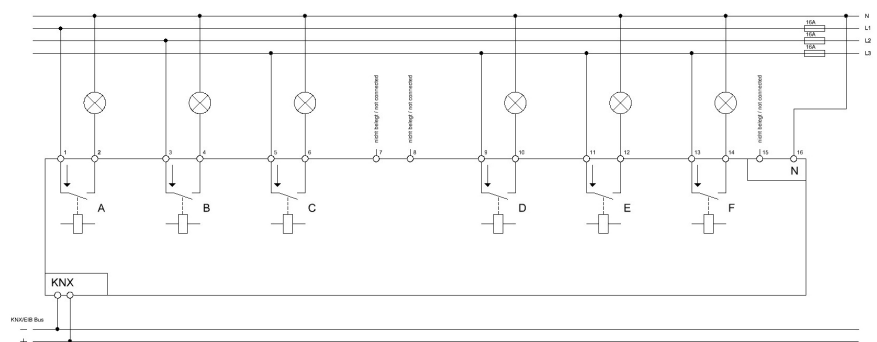 N
16A
L1
16A
L2
16A
L3
nicht belegt / not connected
nicht belegt / not connected
nicht belegt / not connected
1 2 3 4 5 6 7 8 9 10 11 12 13 14 15 16
N
A B C D E F
KNX
KNX/EIB Bus
—
+